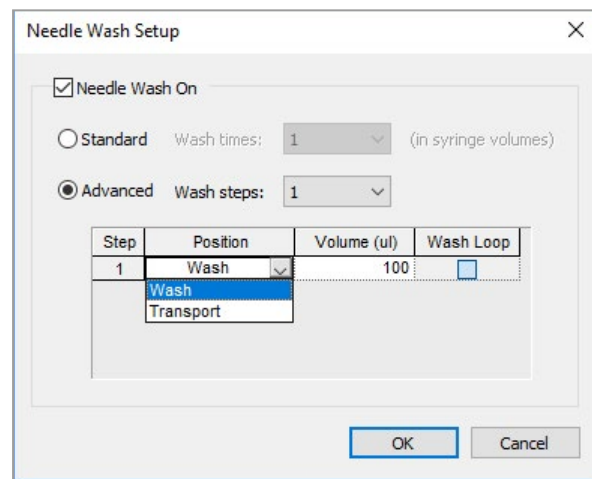 Needle Wash Setup
Needle Wash On
Standard Wash times: 1 (in syringe volumes)
Advanced Wash steps: 1
Step Position Volume (ul) Wash Loop
1 Wash 100
Wash
Transport
OK Cancel